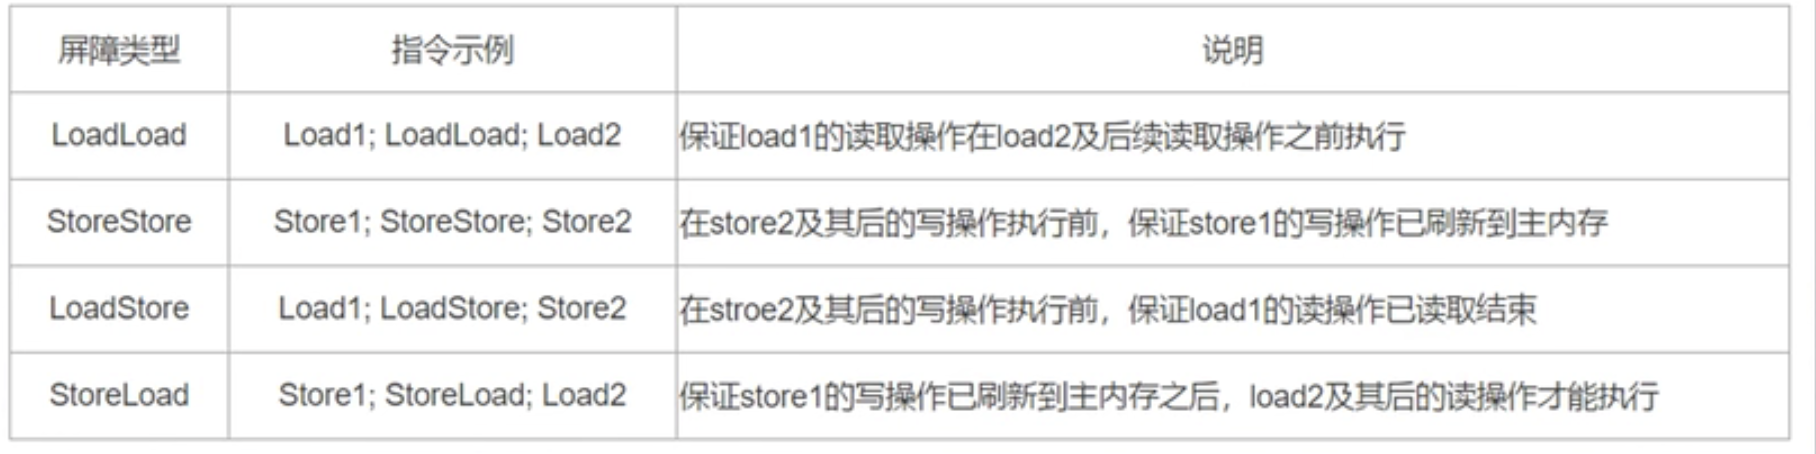 屏障类型 指令示例 说明
LoadLoad Load1; LoadLoad; Load2 保证load1的读取操作在load2及后续读取操作之前执行
StoreStore Store1; StoreStore; Store2 在store2及其后的写操作执行前，保证store1的写操作已刷新到主内存
LoadStore Load1; LoadStore; Store2 在stroe2及其后的写操作执行前，保证load1的读操作已读取结束
StoreLoad Store1; StoreLoad; Load2 保证store1的写操作已刷新到主内存之后，load2及其后的读操作才能执行